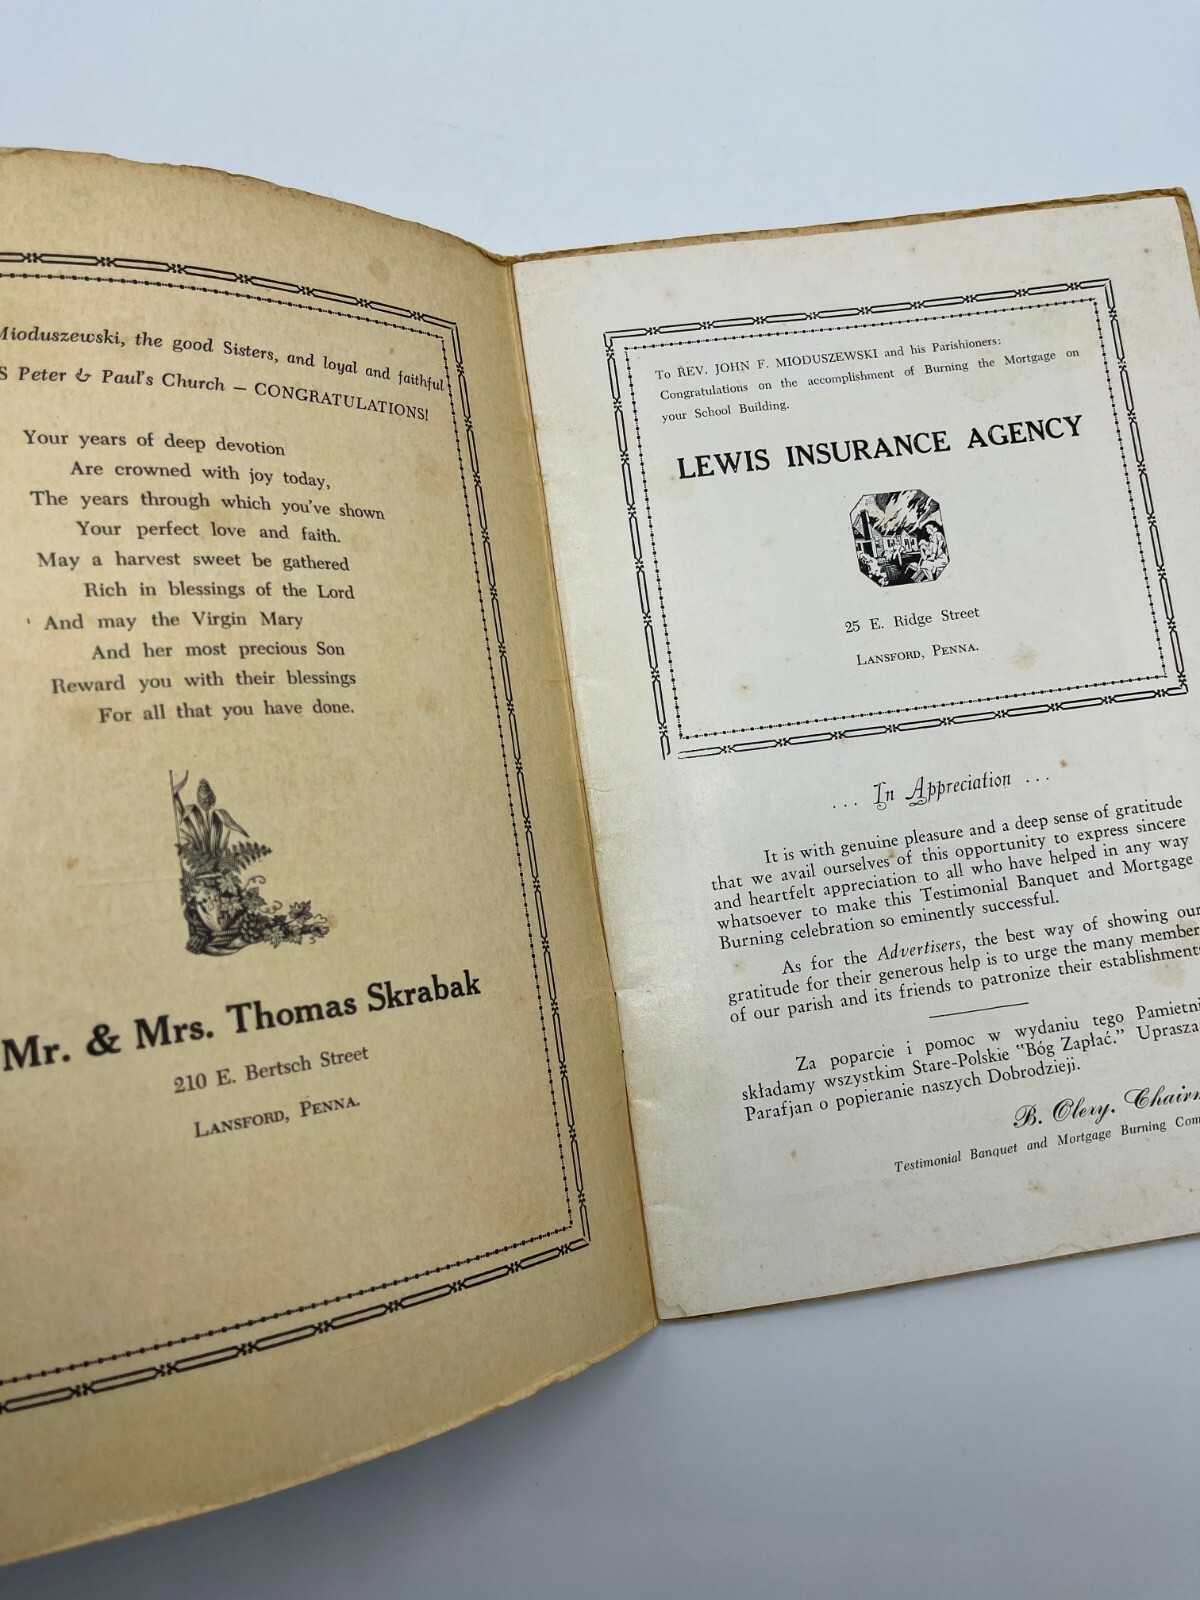 Mioduszewski, the good Sisters, and loyal and faithful
S Peter & Paul's Church — CONGRATULATIONS!
Your years of deep devotion
Are crowned with joy today,
The years through which you've shown
Your perfect love and faith.
May a harvest sweet be gathered
Rich in blessings of the Lord
And may the Virgin Mary
And her most precious Son
Reward you with their blessings
For all that you have done.
Mr. & Mrs. Thomas Skrabak
210 E. Bertsch Street
LANSFORD, PENNA.
To REV. JOHN F. MIODUSZEWSKI and his Parishioners:
Congratulations on the accomplishment of Burning the Mortgage on
your School Building.
LEWIS INSURANCE AGENCY
25 E. Ridge Street
LANSFORD, PENNA.
... In Appreciation ...
It is with genuine pleasure and a deep sense of gratitude
that we avail ourselves of this opportunity to express sincere
and heartfelt appreciation to all who have helped in any way
whatsoever to make this Testimonial Banquet and Mortgage
Burning celebration so eminently successful.
As for the Advertisers, the best way of showing our
gratitude for their generous help is to urge the many member
of our parish and its friends to patronize their establishment
Za poparcie i pomoc w wydaniu tego Pamietni
składamy wszystkim Stare-Polskie "Bóg Zapłać." Uprasza
Parafjan o popieranie naszych Dobrodzieji.
B. Olexy, Chairm
Testimonial Banquet and Mortgage Burning Com